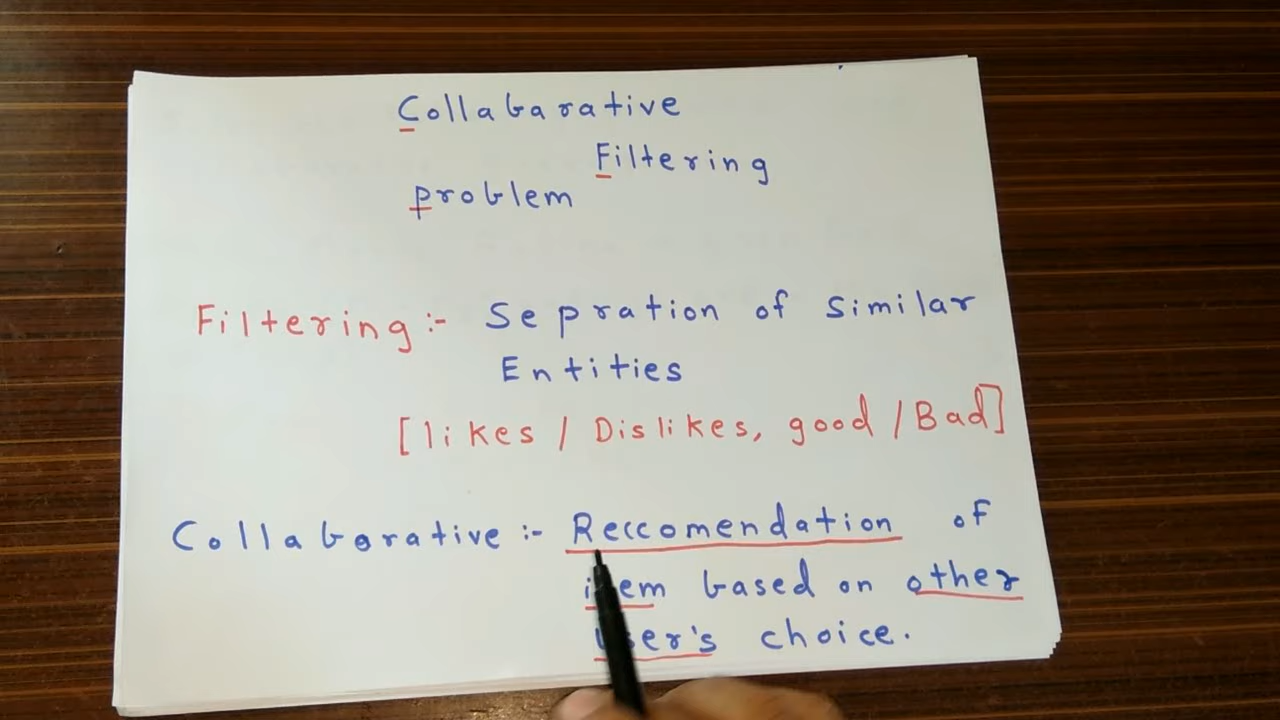 Collabarative
Filtering
problem
Filtering :- Sepration of Similar
Entities
[likes / Dislikes, good / Bad]
Collaborative :- Reccomendation of
item based on other
user's choice.